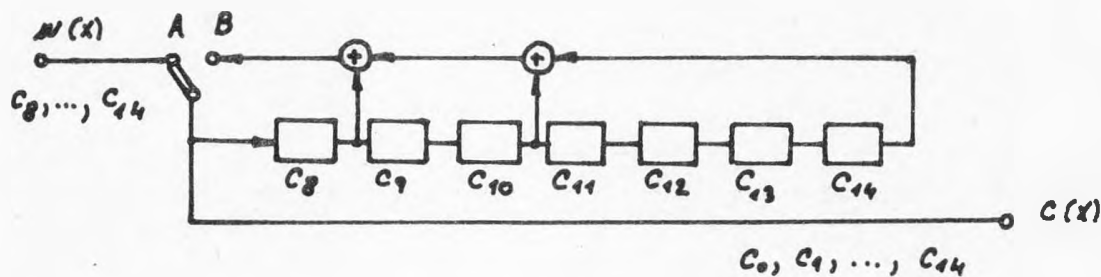 w(x) A B
C8, ..., C14
+ +
C8 C9 C10 C11 C12 C13 C14
C(x)
C0, C1, ..., C14